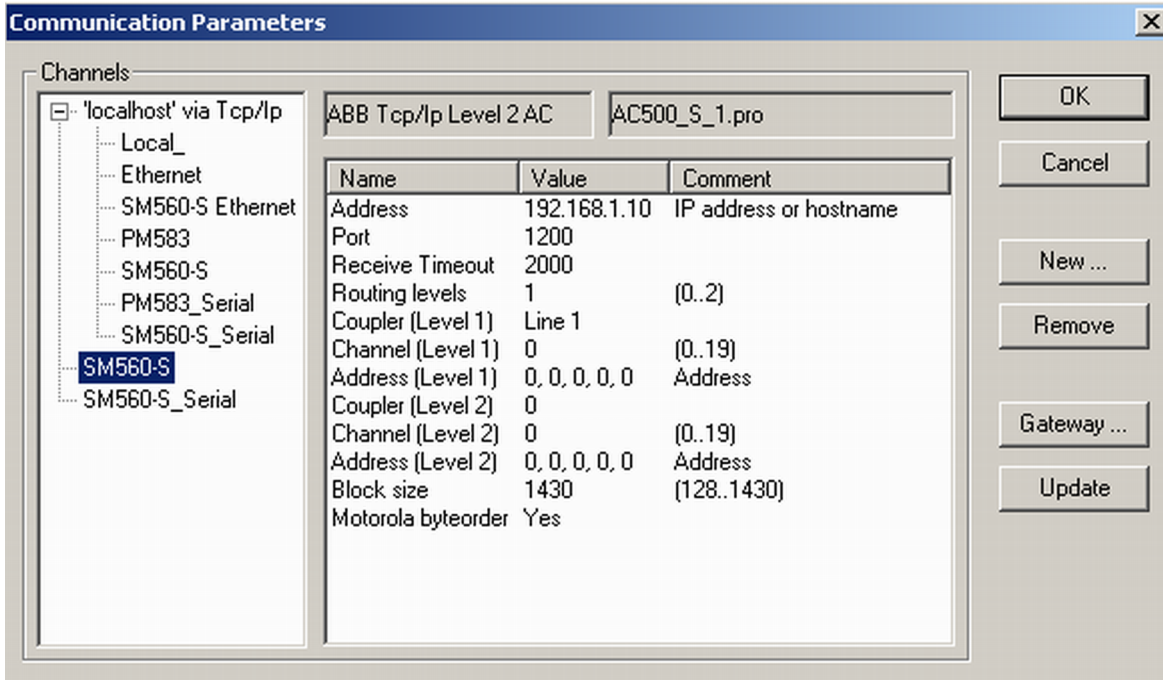 Communication Parameters
Channels
'localhost' via Tcp/Ip
Local_
Ethernet
SM560-S Ethernet
PM583
SM560-S
PM583_Serial
SM560-S_Serial
SM560-S
SM560-S_Serial
ABB Tcp/Ip Level 2 AC
AC500_S_1.pro
Name Value Comment
Address 192.168.1.10 IP address or hostname
Port 1200
Receive Timeout 2000
Routing levels 1 (0..2)
Coupler (Level 1) Line 1
Channel (Level 1) 0 (0..19)
Address (Level 1) 0, 0, 0, 0, 0 Address
Coupler (Level 2) 0
Channel (Level 2) 0 (0..19)
Address (Level 2) 0, 0, 0, 0, 0 Address
Block size 1430 (128..1430)
Motorola byteorder Yes
OK
Cancel
New ...
Remove
Gateway ...
Update